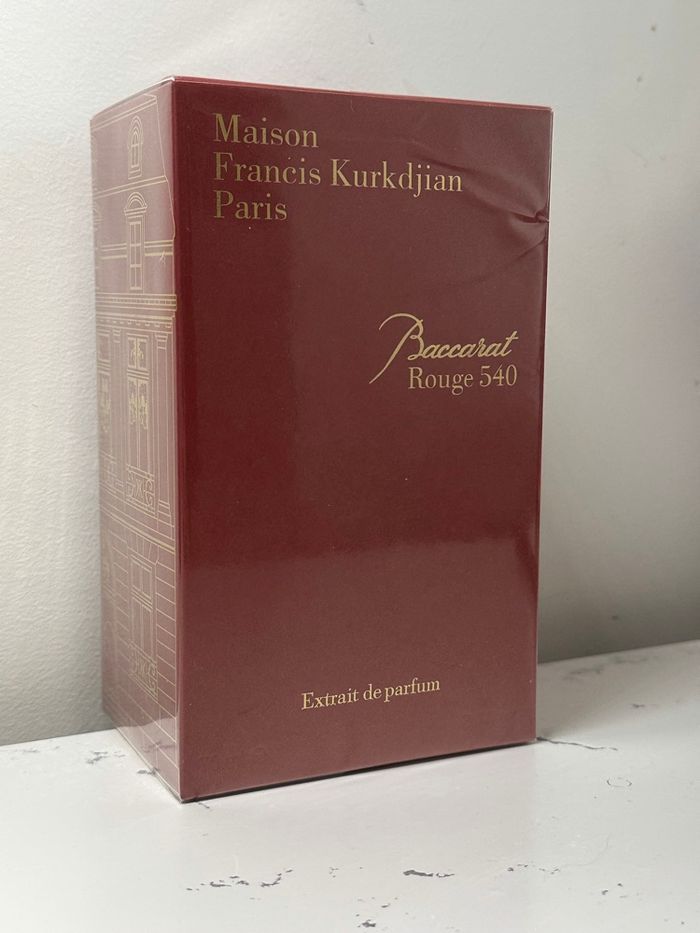 Maison
Francis Kurkdjian
Paris
Baccarat
Rouge 540
Extrait de parfum